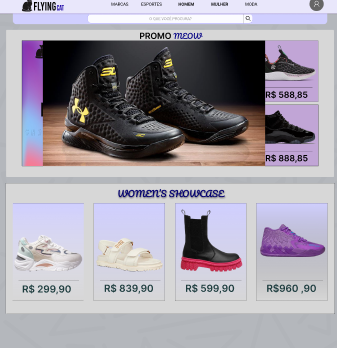 FLYING CAT
MARCAS ESPORTES HOMEM MULHER MODA
O QUE VOCÊ PROCURA?
PROMO MEOW
R$ 588,85
R$ 888,85
WOMEN'S SHOWCASE
R$ 299,90 R$ 839,90 R$ 599,90 R$960 ,90